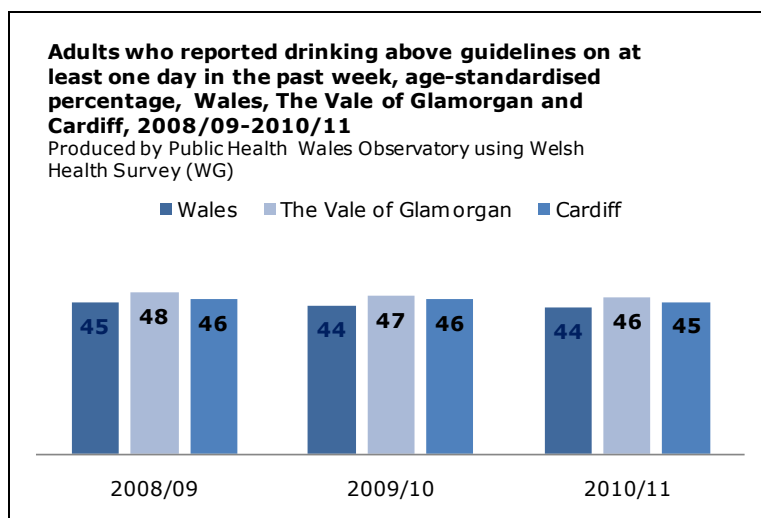 Adults who reported drinking above guidelines on at
least one day in the past week, age-standardised
percentage, Wales, The Vale of Glamorgan and
Cardiff, 2008/09-2010/11
Produced by Public Health Wales Observatory using Welsh
Health Survey (WG)
Wales The Vale of Glamorgan Cardiff
45 48 46 44 47 46 44 46 45
2008/09 2009/10 2010/11